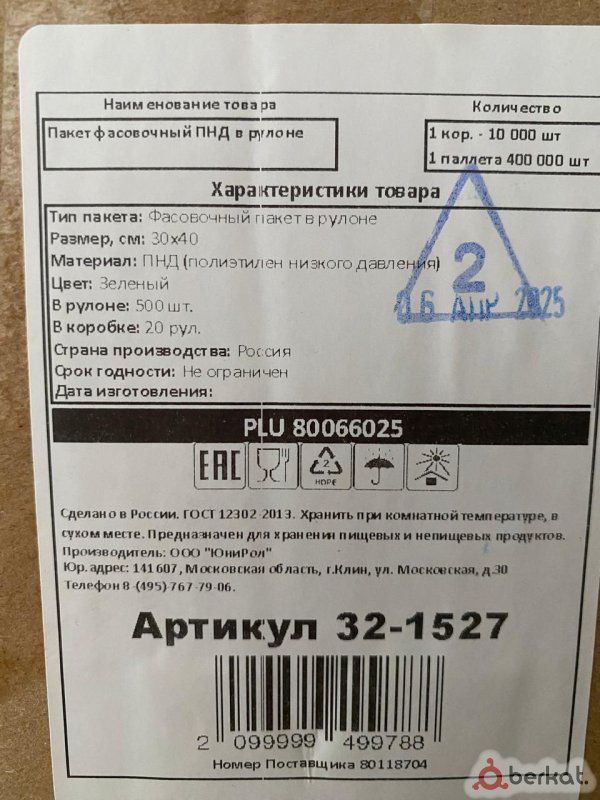 Наименование товара
Количество
Пакет фасовочный ПНД в рулоне
1 кор. - 10 000 шт
1 паллета 400 000 шт
Характеристики товара
Тип пакета: Фасовочный пакет в рулоне
Размер, см: 30х40
Материал: ПНД (полиэтилен низкого давления)
Цвет: Зеленый
В рулоне: 500 шт.
В коробке: 20 рул.
Страна производства: Россия
Срок годности: Не ограничен
Дата изготовления:
2
06 АПР 2025
PLU 80066025
EAC
2
HDPE
Сделано в России. ГОСТ 12302-2013. Хранить при комнатной температуре, в
сухом месте. Предназначен для хранения пищевых и непищевых продуктов.
Производитель: ООО "ЮниРол"
Юр. адрес: 141607, Московская область, г.Клин, ул. Московская, д.30
Телефон 8-(495)-767-79-06.
Артикул 32-1527
2 099999 499788
Номер Поставщика 80118704
berkat.